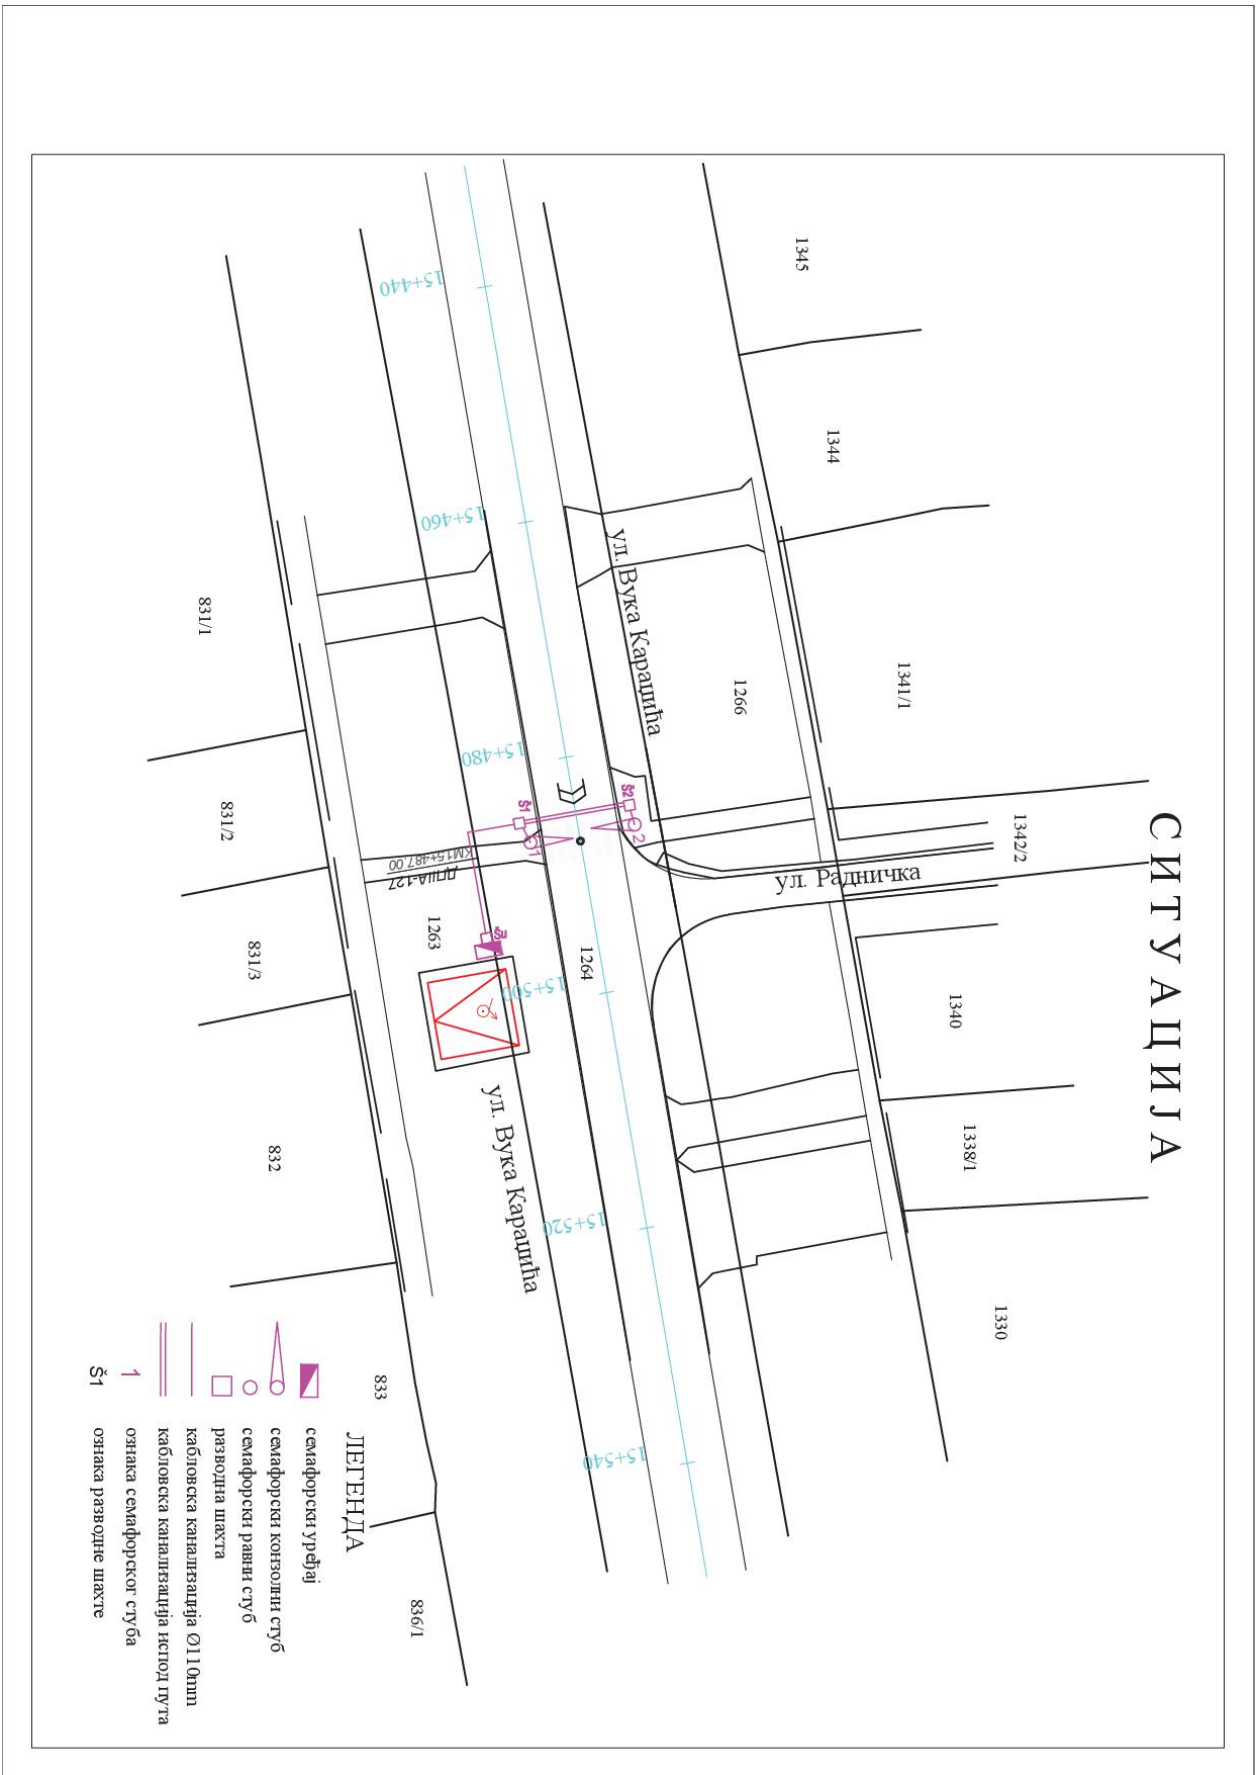 СИТУАЦИЈА
1345
1344
1341/1
1342/2
1340
1338/1
1330
1266
ул. Вука Караџића
ул. Радничка
15+440
15+460
15+480
15+500
15+520
15+540
Š2
2
Š1
1
КМ15+487.00
1264
1263
ул. Вука Караџића
831/1
831/2
831/3
832
833
836/1
ЛЕГЕНДА
семафорски уређај
семафорски конзолни стуб
семафорски равни стуб
разводна шахта
кабловска канализација Ø110mm
кабловска канализација испод пута
1 ознака семафорског стуба
Š1 ознака разводне шахте